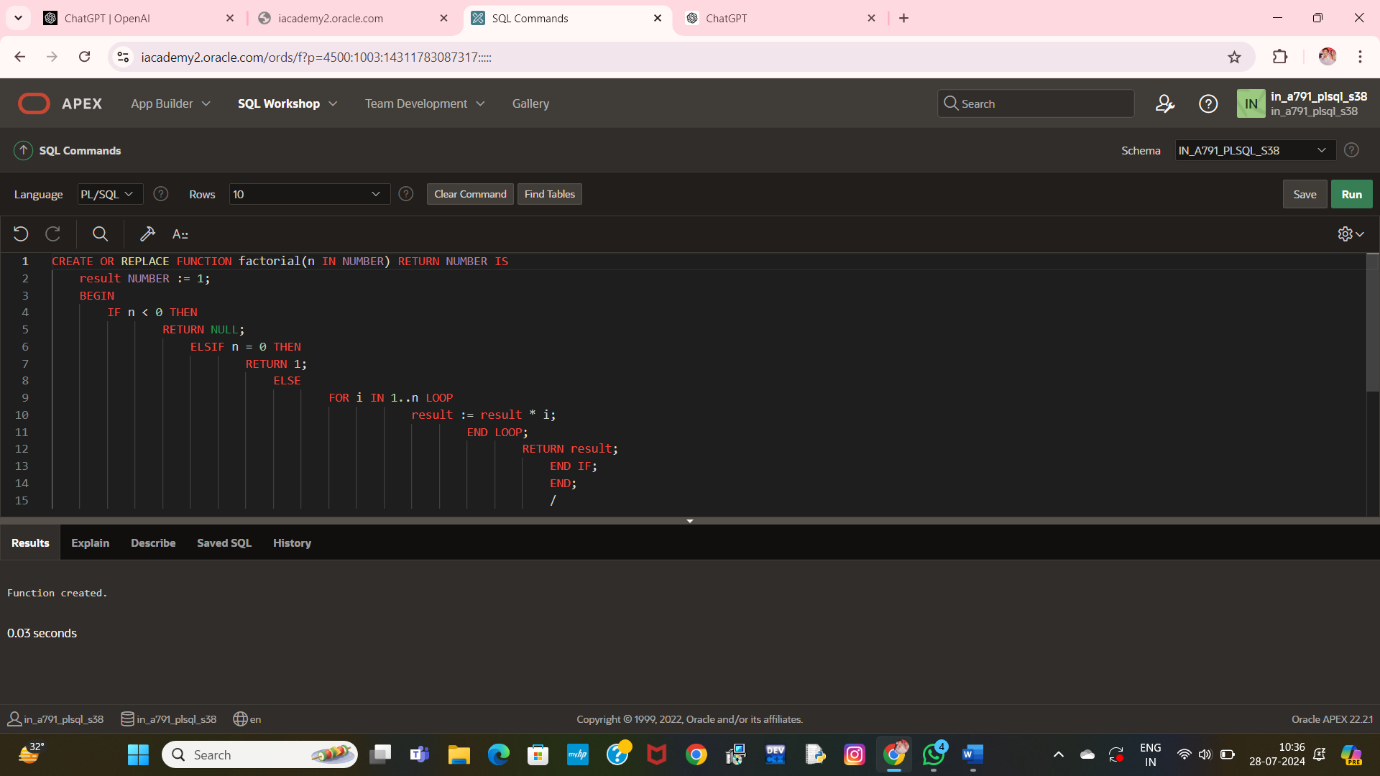 ChatGPT | OpenAI
iacademy2.oracle.com
SQL Commands
ChatGPT
iacademy2.oracle.com/ords/f?p=4500:1003:14311783087317:::::
APEX
App Builder
SQL Workshop
Team Development
Gallery
Search
IN
in_a791_plsql_s38
in_a791_plsql_s38
SQL Commands
Schema
IN_A791_PLSQL_S38
Language
PL/SQL
Rows
10
Clear Command
Find Tables
Save
Run
1 CREATE OR REPLACE FUNCTION factorial(n IN NUMBER) RETURN NUMBER IS
2 result NUMBER := 1;
3 BEGIN
4 IF n < 0 THEN
5 RETURN NULL;
6 ELSIF n = 0 THEN
7 RETURN 1;
8 ELSE
9 FOR i IN 1..n LOOP
10 result := result * i;
11 END LOOP;
12 RETURN result;
13 END IF;
14 END;
15 /
Results
Explain
Describe
Saved SQL
History
Function created.
0.03 seconds
in_a791_plsql_s38
in_a791_plsql_s38
en
Copyright © 1999, 2022, Oracle and/or its affiliates.
Oracle APEX 22.2.1
32°
Search
myhp
DEV
4
W
ENG
IN
10:36
28-07-2024
PRE